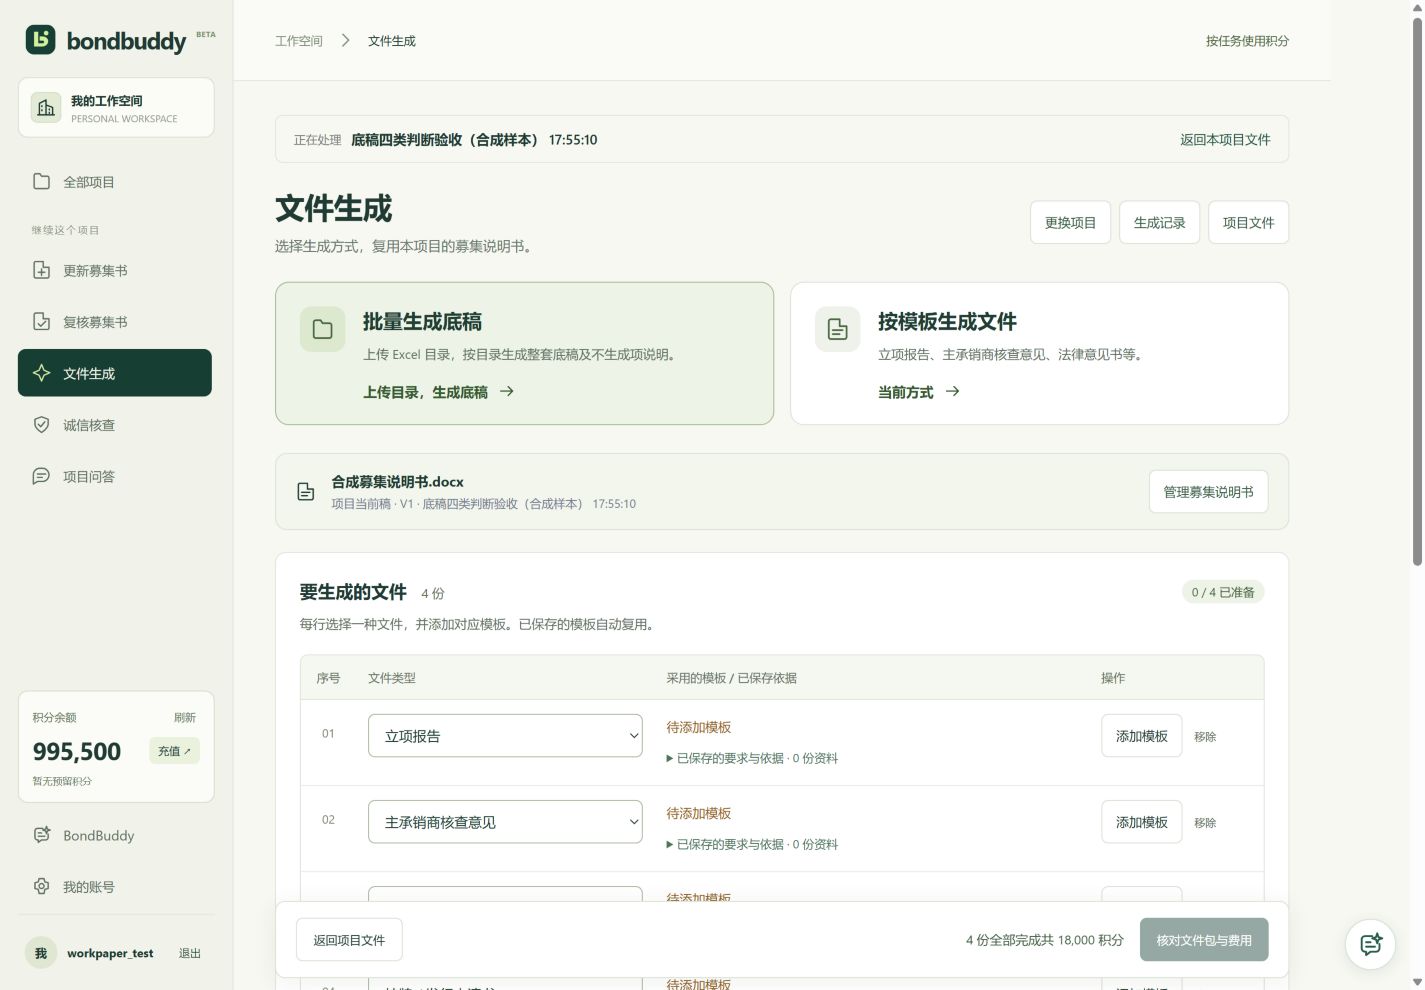 bondbuddy BETA
我的工作空间
PERSONAL WORKSPACE
全部项目
继续这个项目
更新募集书
复核募集书
文件生成
诚信核查
项目问答
积分余额 刷新
995,500 充值 ↗
暂无预留积分
BondBuddy
我的账号
我 workpaper_test 退出
工作空间 > 文件生成 按任务使用积分
正在处理 底稿四类判断验收（合成样本） 17:55:10 返回本项目文件
文件生成
选择生成方式，复用本项目的募集说明书。
更换项目 生成记录 项目文件
批量生成底稿
上传 Excel 目录，按目录生成整套底稿及不生成项说明。
上传目录，生成底稿 →
按模板生成文件
立项报告、主承销商核查意见、法律意见书等。
当前方式 →
合成募集说明书.docx
项目当前稿 · V1 · 底稿四类判断验收（合成样本） 17:55:10
管理募集说明书
要生成的文件 4 份 0 / 4 已准备
每行选择一种文件，并添加对应模板。已保存的模板自动复用。
序号 文件类型 采用的模板 / 已保存依据 操作
01 立项报告 待添加模板 添加模板 移除
▶ 已保存的要求与依据 · 0 份资料
02 主承销商核查意见 待添加模板 添加模板 移除
▶ 已保存的要求与依据 · 0 份资料
待添加模板
返回项目文件 4 份全部完成共 18,000 积分 核对文件包与费用
待添加模板